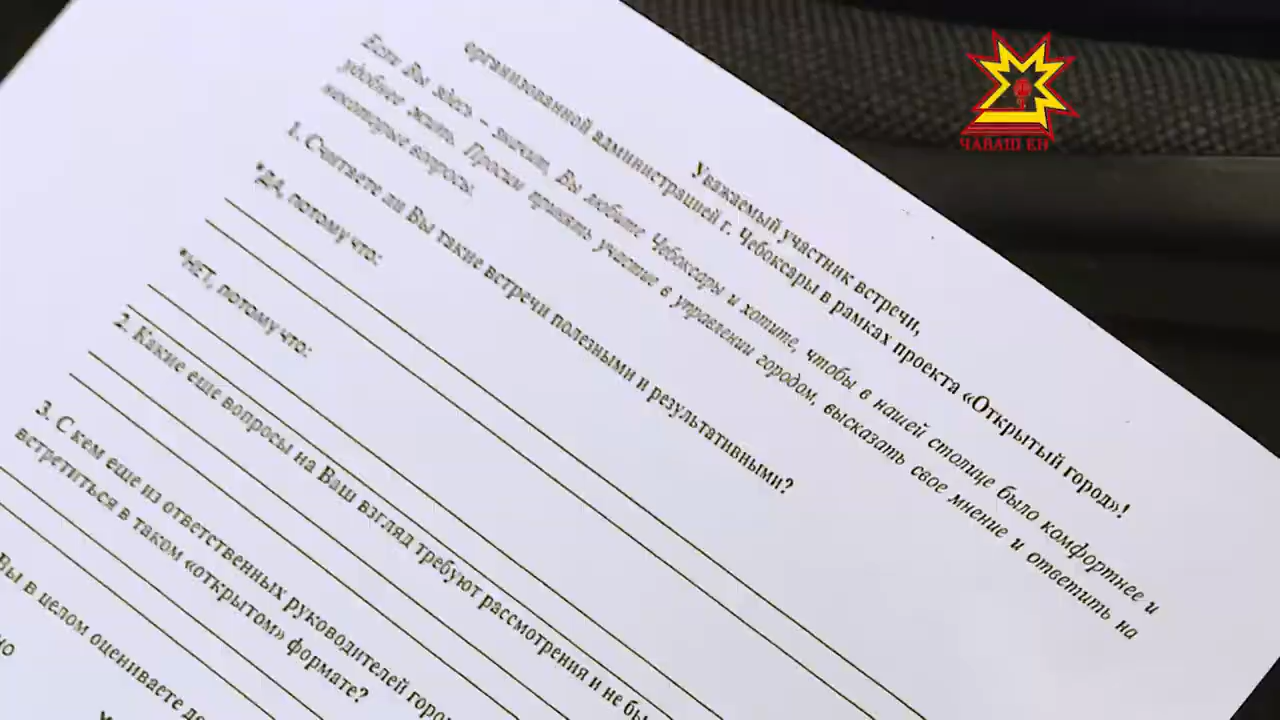 ЧĂВАШ ЕН
Уважаемый участник встречи,
организованной администрацией г. Чебоксары в рамках проекта «Открытый город»!
Если Вы здесь – значит, Вы любите Чебоксары и хотите, чтобы в нашей столице было комфортнее и
удобнее жить. Просим принять участие в управлении городом, высказать свое мнение и ответить на
некоторые вопросы:
1. Считаете ли Вы такие встречи полезными и результативными?
*ДА, потому что:
*НЕТ, потому что:
2. Какие еще вопросы на Ваш взгляд требуют рассмотрения и не бы
3. С кем еще из ответственных руководителей горо
встретиться в таком «открытом» формате?
Вы в целом оцениваете де
но